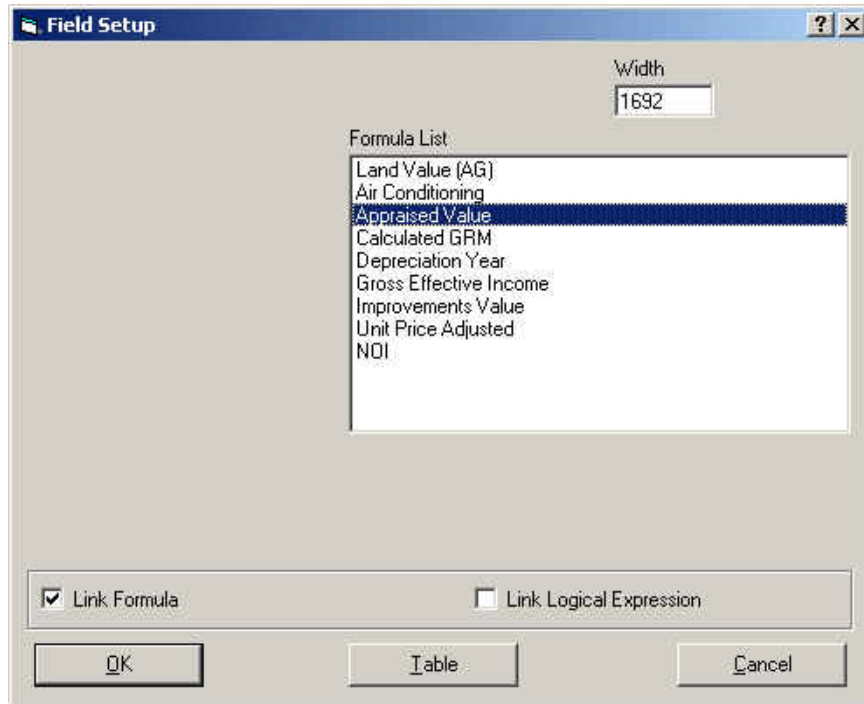 Field Setup
Width
1692
Formula List
Land Value (AG)
Air Conditioning
Appraised Value
Calculated GRM
Depreciation Year
Gross Effective Income
Improvements Value
Unit Price Adjusted
NOI
Link Formula
Link Logical Expression
OK
Table
Cancel